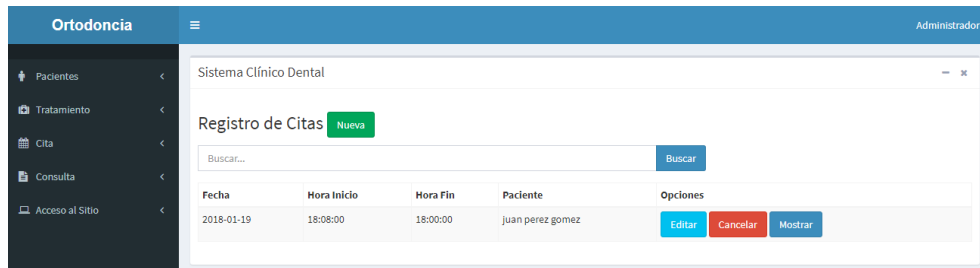 Ortodoncia
Administrador
Pacientes
Tratamiento
Cita
Consulta
Acceso al Sitio
Sistema Clínico Dental
Registro de Citas Nueva
Buscar... Buscar
Fecha Hora Inicio Hora Fin Paciente Opciones
2018-01-19 18:08:00 18:00:00 juan perez gomez Editar Cancelar Mostrar